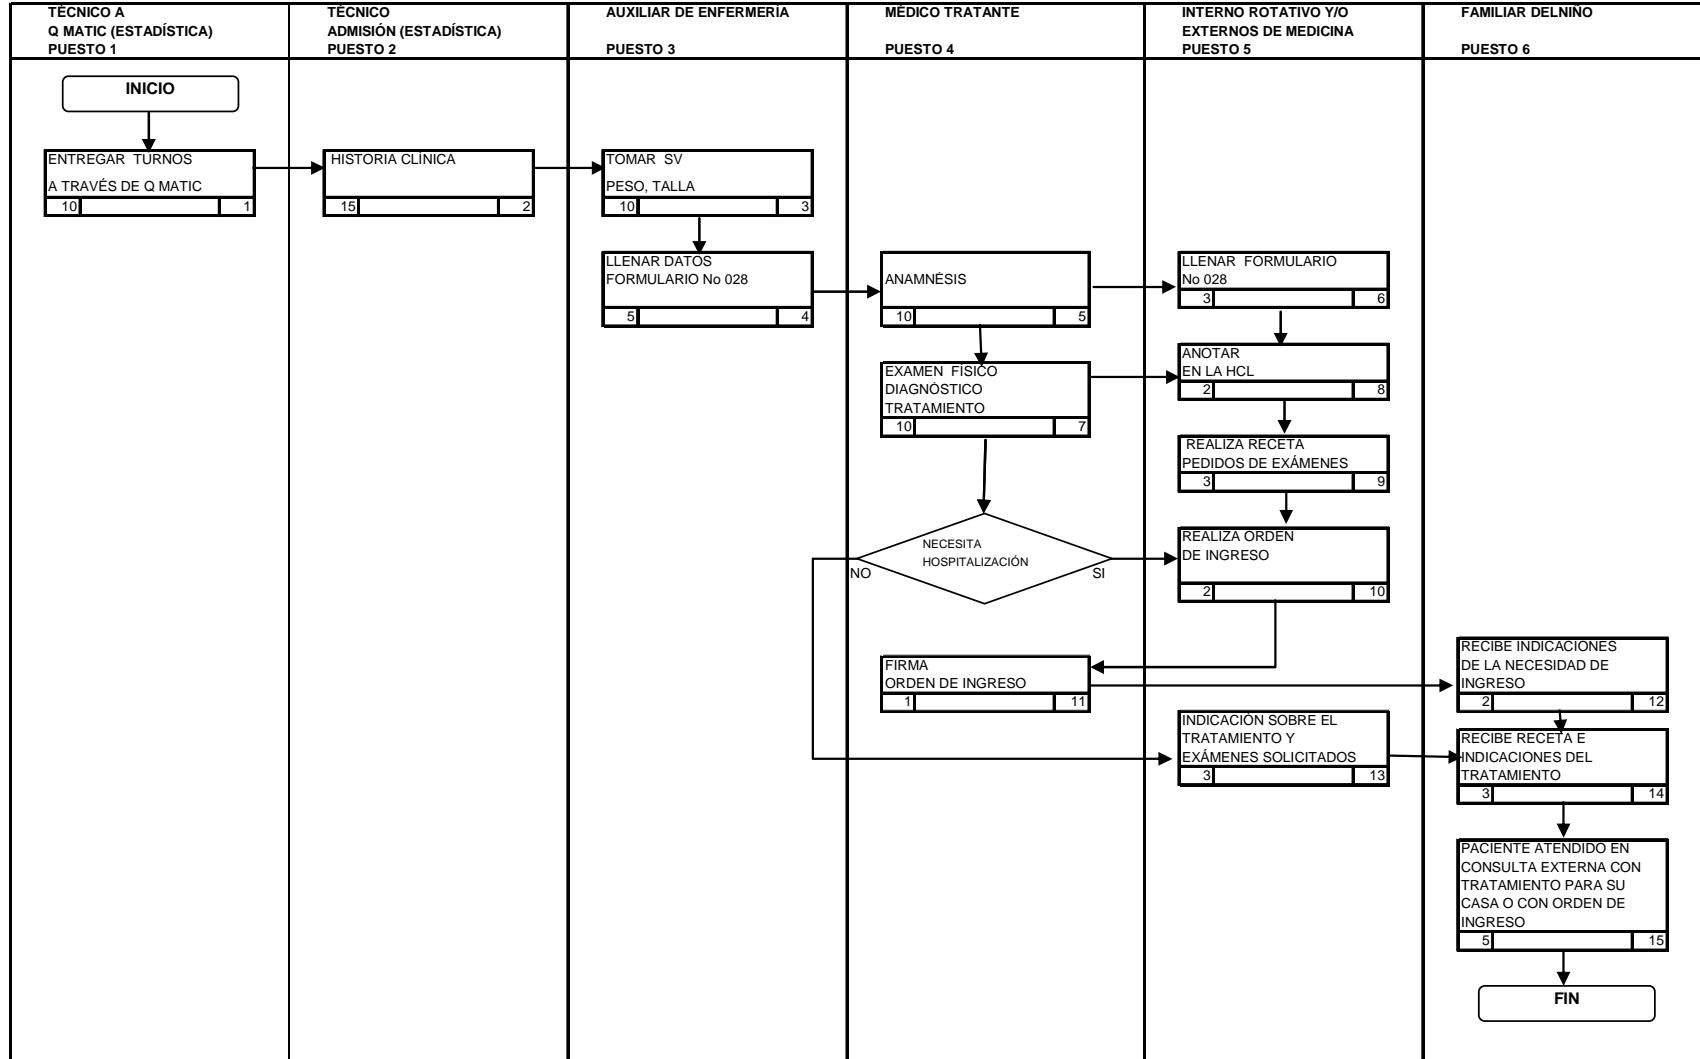 TÉCNICO A
Q MATIC (ESTADÍSTICA)
PUESTO 1
TÉCNICO
ADMISIÓN (ESTADÍSTICA)
PUESTO 2
AUXILIAR DE ENFERMERÍA
PUESTO 3
MÉDICO TRATANTE
PUESTO 4
INTERNO ROTATIVO Y/O
EXTERNOS DE MEDICINA
PUESTO 5
FAMILIAR DELNIÑO
PUESTO 6
INICIO
ENTREGAR TURNOS
A TRAVÉS DE Q MATIC
10 1
HISTORIA CLÍNICA
15 2
TOMAR SV
PESO, TALLA
10 3
LLENAR DATOS
FORMULARIO No 028
5 4
ANAMNÉSIS
10 5
LLENAR FORMULARIO
No 028
3 6
EXAMEN FÍSICO
DIAGNÓSTICO
TRATAMIENTO
10 7
ANOTAR
EN LA HCL
2 8
REALIZA RECETA
PEDIDOS DE EXÁMENES
3 9
NECESITA
HOSPITALIZACIÓN
NO
SI
REALIZA ORDEN
DE INGRESO
2 10
FIRMA
ORDEN DE INGRESO
1 11
RECIBE INDICACIONES
DE LA NECESIDAD DE
INGRESO
2 12
INDICACIÓN SOBRE EL
TRATAMIENTO Y
EXÁMENES SOLICITADOS
3 13
RECIBE RECETA E
INDICACIONES DEL
TRATAMIENTO
3 14
PACIENTE ATENDIDO EN
CONSULTA EXTERNA CON
TRATAMIENTO PARA SU
CASA O CON ORDEN DE
INGRESO
5 15
FIN